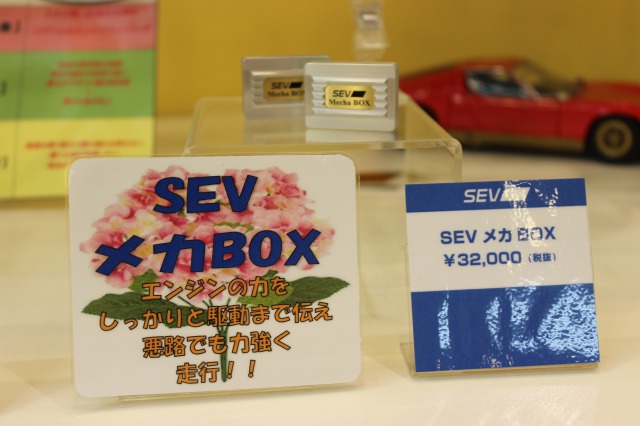 SEV
Mecha BOX
SEV
Mecha BOX
SEV
メカBOX
エンジンの力を
しっかりと駆動まで伝え
悪路でも力強く
走行！！
SEV
SEV メカ BOX
￥32,000（税抜）